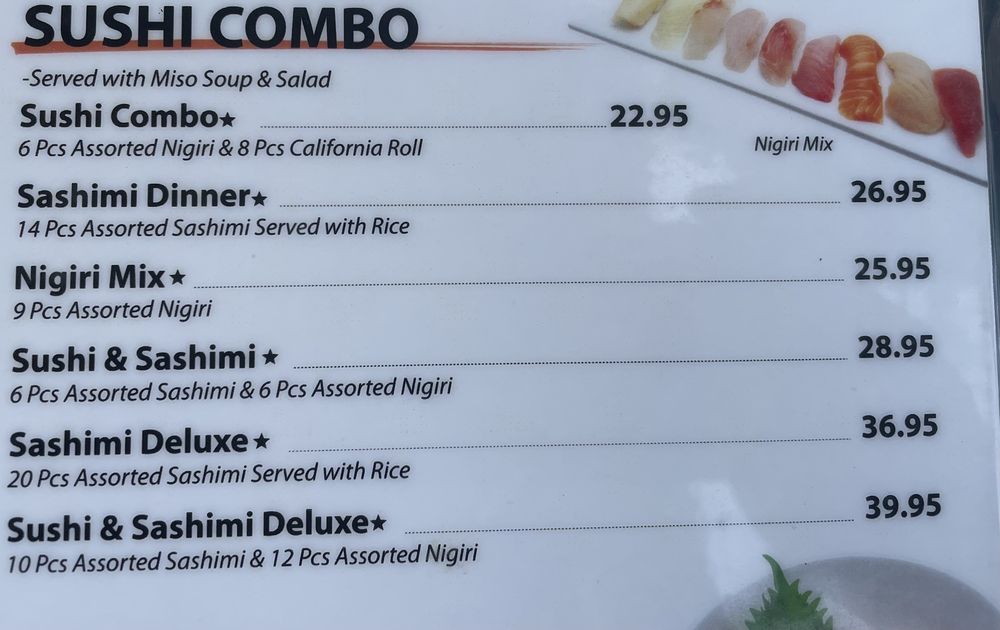 SUSHI COMBO
-Served with Miso Soup & Salad
Sushi Combo★ 22.95
6 Pcs Assorted Nigiri & 8 Pcs California Roll
Nigiri Mix
Sashimi Dinner★ 26.95
14 Pcs Assorted Sashimi Served with Rice
Nigiri Mix★ 25.95
9 Pcs Assorted Nigiri
Sushi & Sashimi★ 28.95
6 Pcs Assorted Sashimi & 6 Pcs Assorted Nigiri
Sashimi Deluxe★ 36.95
20 Pcs Assorted Sashimi Served with Rice
Sushi & Sashimi Deluxe★ 39.95
10 Pcs Assorted Sashimi & 12 Pcs Assorted Nigiri